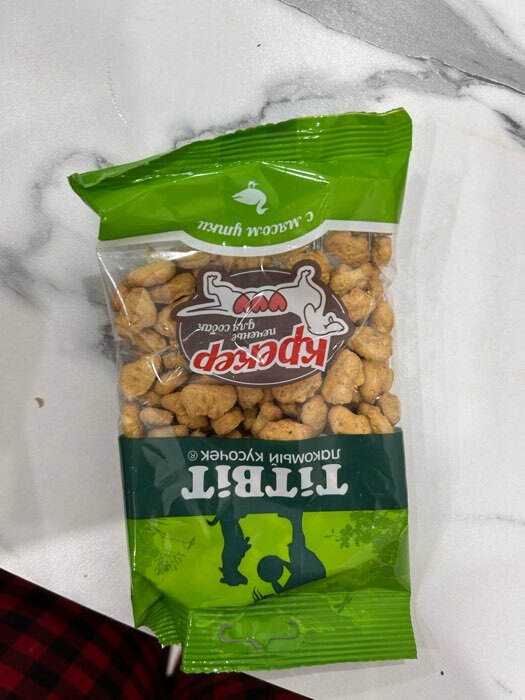 TiTBiT
лакомый кусочек ®
Крекер
печенье
для собак
с мясом утки